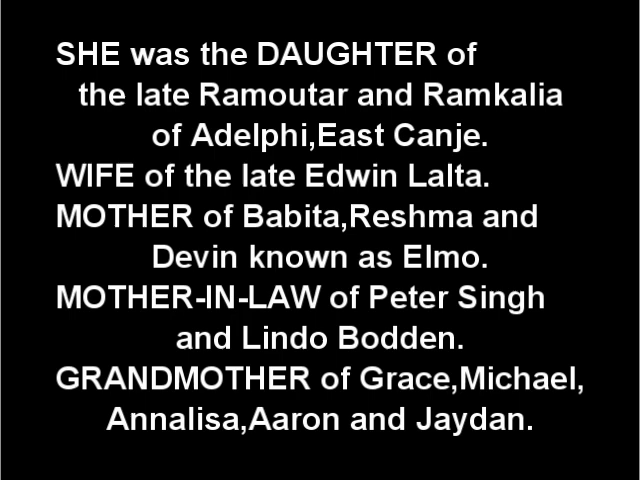 SHE was the DAUGHTER of
the late Ramoutar and Ramkalia
of Adelphi,East Canje.
WIFE of the late Edwin Lalta.
MOTHER of Babita,Reshma and
Devin known as Elmo.
MOTHER-IN-LAW of Peter Singh
and Lindo Bodden.
GRANDMOTHER of Grace,Michael,
Annalisa,Aaron and Jaydan.